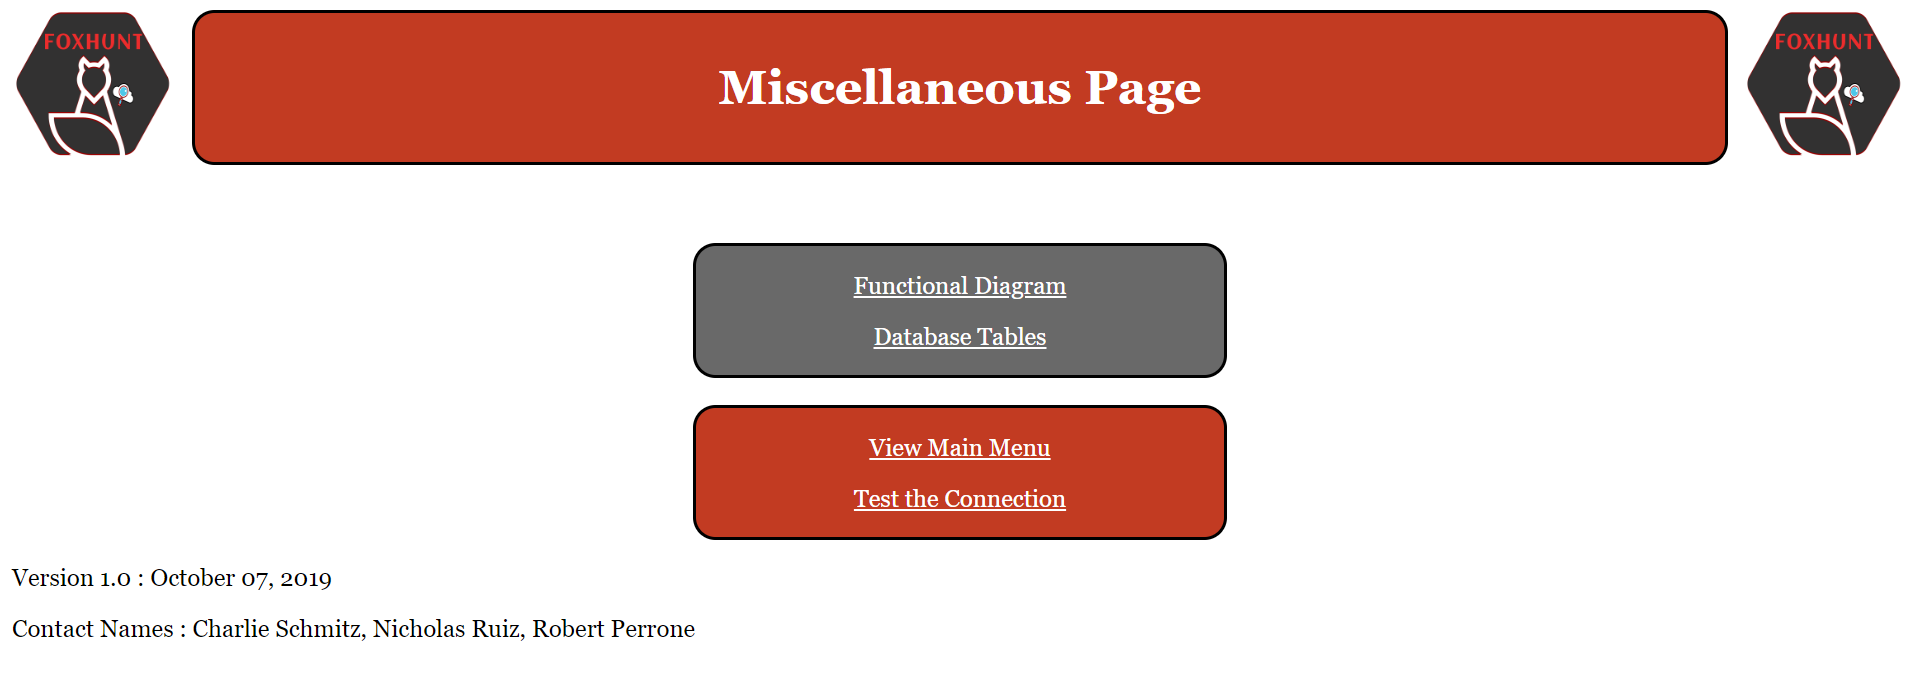 FOXHUNT
Miscellaneous Page
FOXHUNT
Functional Diagram
Database Tables
View Main Menu
Test the Connection
Version 1.0 : October 07, 2019
Contact Names : Charlie Schmitz, Nicholas Ruiz, Robert Perrone